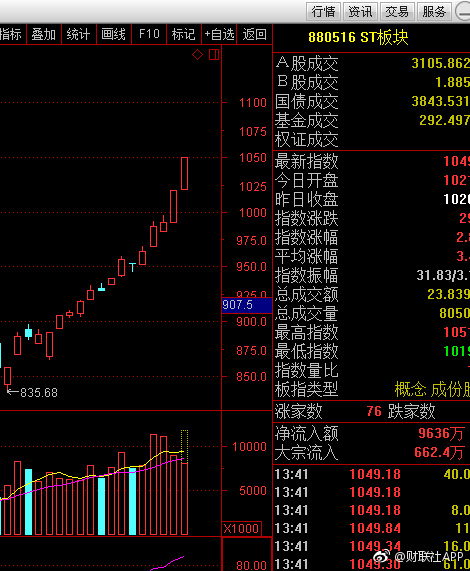 行情 资讯 交易 服务
指标 叠加 统计 画线 F10 标记 +自选 返回
880516 ST板块
A股成交 3105.862
B股成交 1.885
国债成交 3843.531
基金成交 292.497
权证成交
最新指数 1049
今日开盘
昨日收盘
指数涨跌
指数涨幅
平均涨幅
指数振幅 31.83/3.
总成交额 23.839
总成交量 8050
最高指数
最低指数
指数量比
板指类型 概念 成份股
涨家数 76 跌家数
净流入额 9636万
大宗流入 662.4万
13:41 1049.18 40.0
13:41 1049.18
13:41 1049.18 8.0
13:41 1049.84 11
13:41 1049.34 16.0
13:41 1049.30 61.0
1100
1075
1050
1025
1000
975.0
950.0
925.0
907.5
900.0
875.0
850.0
←835.68
10000
5000
X1000
80.00
@财联社APP